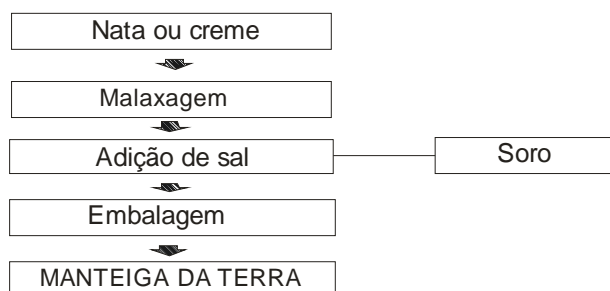 Nata ou creme
Malaxagem
Adição de sal
Soro
Embalagem
MANTEIGA DA TERRA